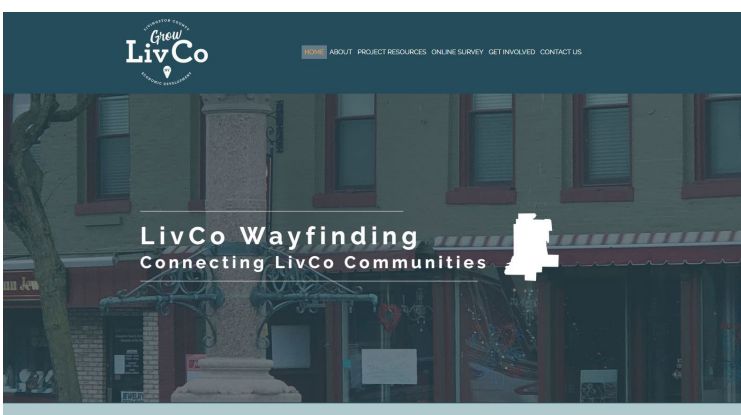 LIVINGSTON COUNTY
Grow
LivCo
NY
ECONOMIC DEVELOPMENT
HOME ABOUT PROJECT RESOURCES ONLINE SURVEY GET INVOLVED CONTACT US
LivCo Wayfinding
Connecting LivCo Communities